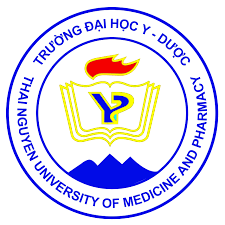 TRƯỜNG ĐẠI HỌC Y - DƯỢC
YP
THAI NGUYEN UNIVERSITY OF MEDICINE AND PHARMACY